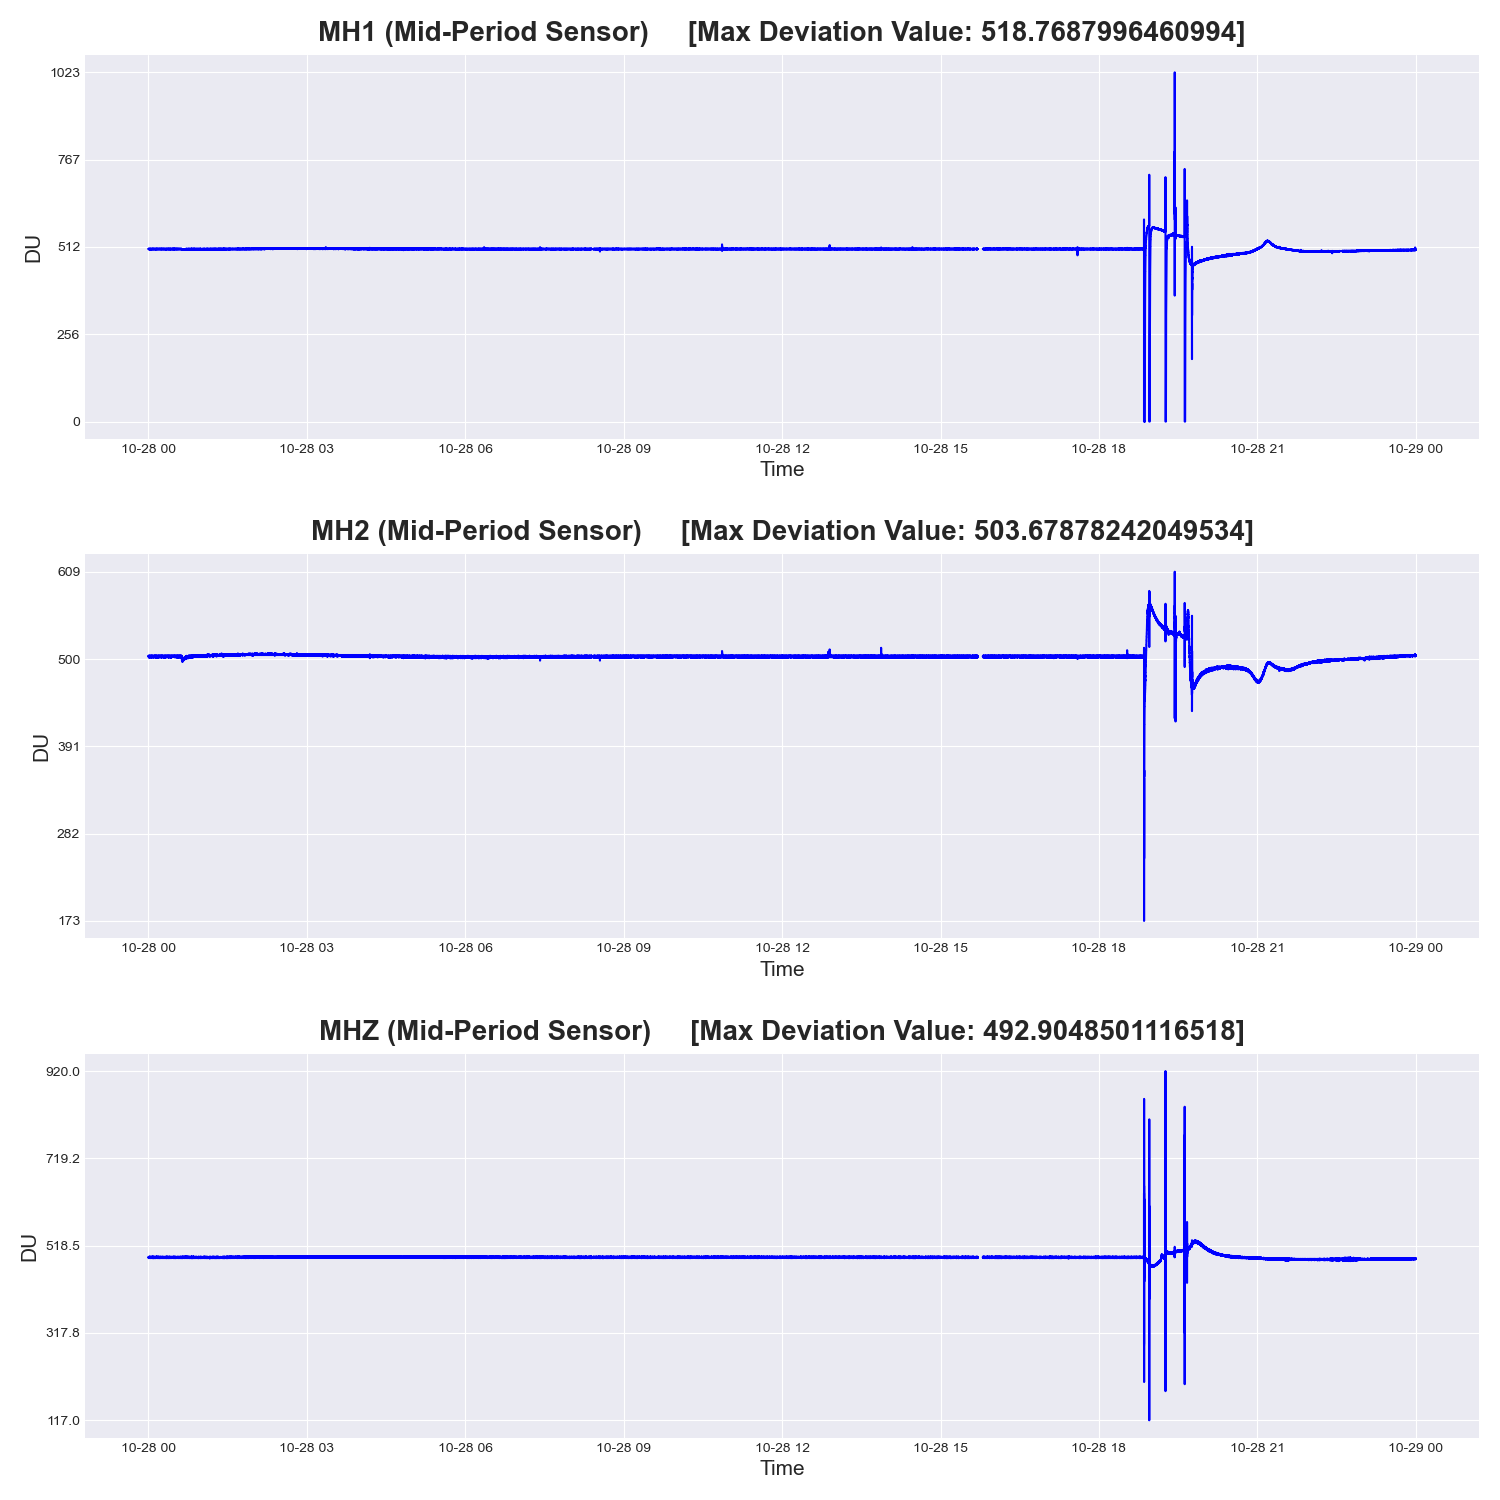 MH1 (Mid-Period Sensor) [Max Deviation Value: 518.7687996460994]
1023
767
512
256
0
DU
10-28 00 10-28 03 10-28 06 10-28 09 10-28 12 10-28 15 10-28 18 10-28 21 10-29 00
Time
MH2 (Mid-Period Sensor) [Max Deviation Value: 503.67878242049534]
609
500
391
282
173
DU
10-28 00 10-28 03 10-28 06 10-28 09 10-28 12 10-28 15 10-28 18 10-28 21 10-29 00
Time
MHZ (Mid-Period Sensor) [Max Deviation Value: 492.9048501116518]
920.0
719.2
518.5
317.8
117.0
DU
10-28 00 10-28 03 10-28 06 10-28 09 10-28 12 10-28 15 10-28 18 10-28 21 10-29 00
Time